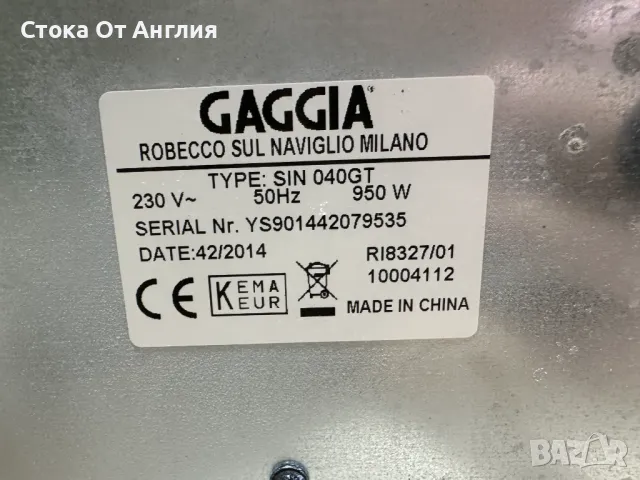 Стока От Англия
GAGGIA®
ROBECCO SUL NAVIGLIO MILANO
TYPE: SIN 040GT
230 V~ 50Hz 950 W
SERIAL Nr. YS901442079535
DATE:42/2014 RI8327/01
10004112
CE KEMA KEUR MADE IN CHINA
BAZAR